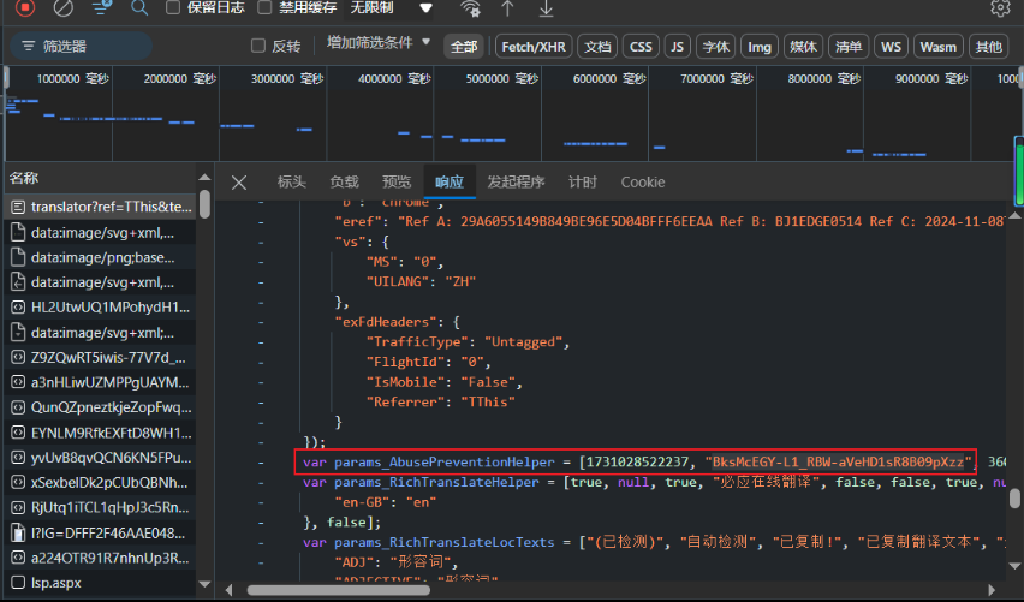 保留日志 禁用缓存 无限制
筛选器 反转 增加筛选条件 全部 Fetch/XHR 文档 CSS JS 字体 Img 媒体 清单 WS Wasm 其他
1000000 毫秒 2000000 毫秒 3000000 毫秒 4000000 毫秒 5000000 毫秒 6000000 毫秒 7000000 毫秒 8000000 毫秒 9000000 毫秒 1000
名称 标头 负载 预览 响应 发起程序 计时 Cookie
translator?ref=TThis&te...
data:image/svg+xml,...
data:image/png;base...
data:image/svg+xml,...
HL2UtwUQ1MPohydH1...
data:image/svg+xml;...
Z9ZQwRT5iwis-77V7d_...
a3nHLiwUZMPPgUAYM...
QunQZpneztkjeZopFwq...
EYNLM9RfkEXFtD8WH1...
yvUvB8qvQCN6KN5FPu...
xSexbelDk2pCUbQBNh...
RjUtq1iTCL1qHpJ3c5Rn...
l?IG=DFFF2F46AAE048...
a224OTR91R7nhnUp3R...
lsp.aspx
"b": "chrome",
"eref": "Ref A: 29A6055149B849BE96E5D04BFFF6EEAA Ref B: BJ1EDGE0514 Ref C: 2024-11-08T
"vs": {
"M5": "0",
"UILANG": "ZH"
},
"exFdHeaders": {
"TrafficType": "Untagged",
"FlightId": "0",
"IsMobile": "False",
"Referrer": "TThis"
}
});
var params_AbusePreventionHelper = [1731028522237, "BksMcEGY-L1_RBW-aVeHD1sR8B09pXzz", 360
var params_RichTranslateHelper = [true, null, true, "必应在线翻译", false, false, true, nu
"en-GB": "en"
}, false];
var params_RichTranslateLocTexts = ["(已检测)", "自动检测", "已复制!", "已复制翻译文本", "
"ADJ": "形容词",
"ADJECTIVE": "形容词",